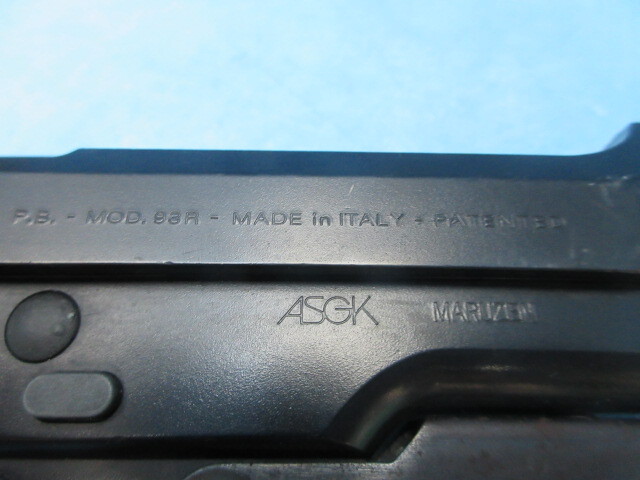 P.B. - MOD. 93R - MADE in ITALY - PATENTED
ASGK MARUZEN